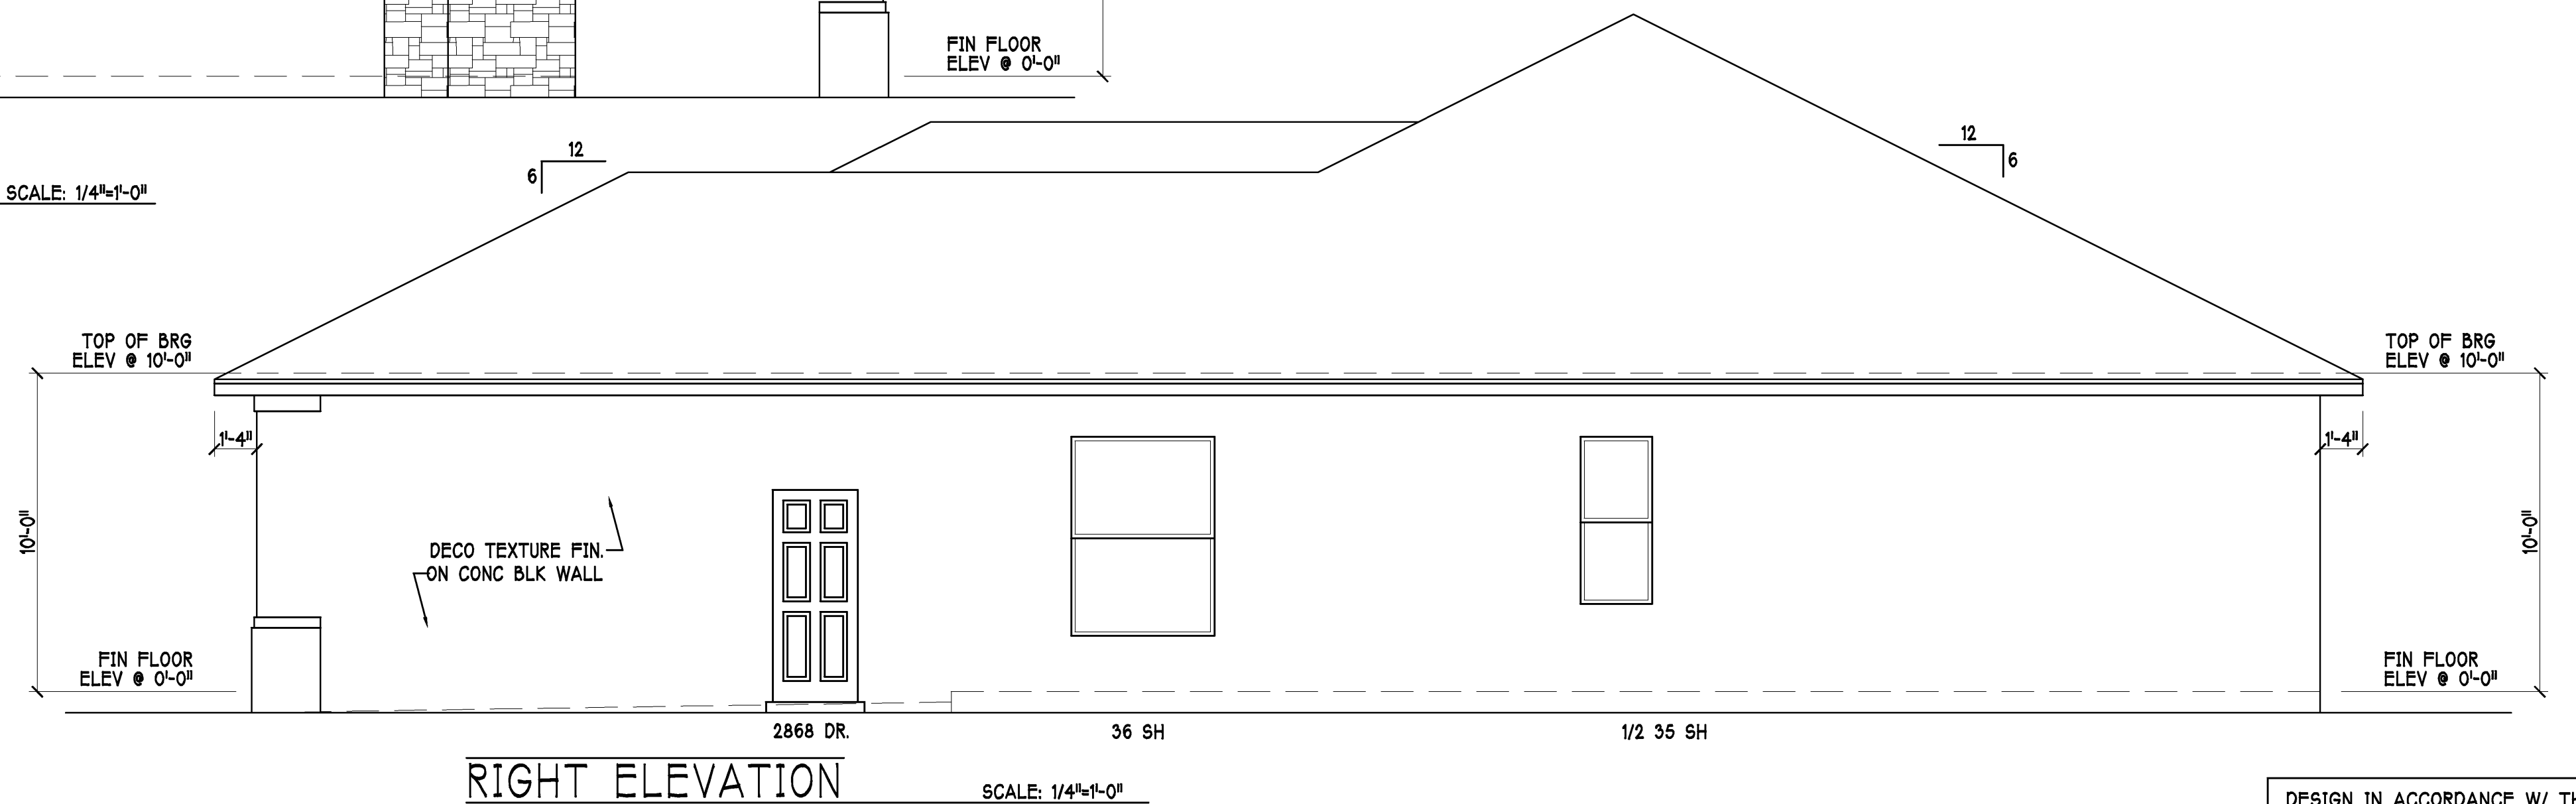 FIN FLOOR
ELEV @ 0'-0"
12
6
12
6
SCALE: 1/4"=1'-0"
TOP OF BRG
ELEV @ 10'-0"
TOP OF BRG
ELEV @ 10'-0"
1'-4"
1'-4"
10'-0"
10'-0"
DECO TEXTURE FIN.
ON CONC BLK WALL
FIN FLOOR
ELEV @ 0'-0"
FIN FLOOR
ELEV @ 0'-0"
2868 DR.
36 SH
1/2 35 SH
RIGHT ELEVATION
SCALE: 1/4"=1'-0"
DESIGN IN ACCORDANCE W/